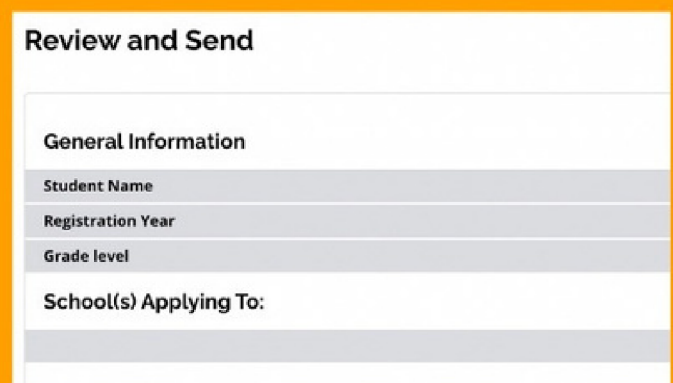 Review and Send
General Information
Student Name
Registration Year
Grade level
School(s) Applying To: